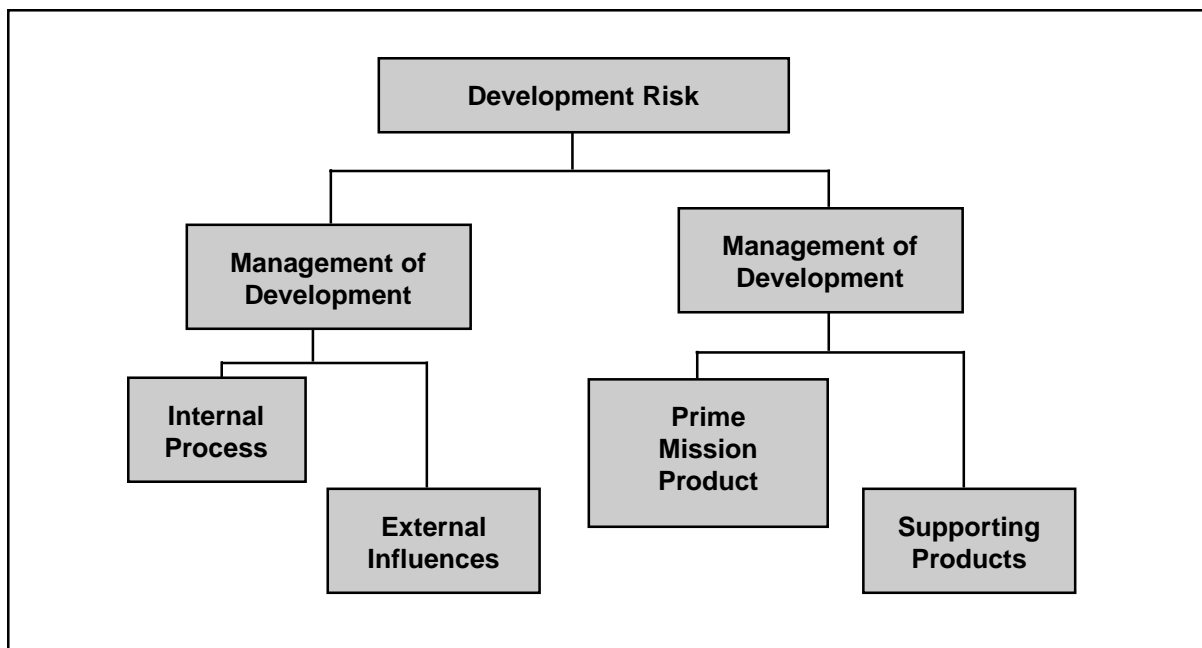 Development Risk
Management of
Development
Management of
Development
Internal
Process
External
Influences
Prime
Mission
Product
Supporting
Products